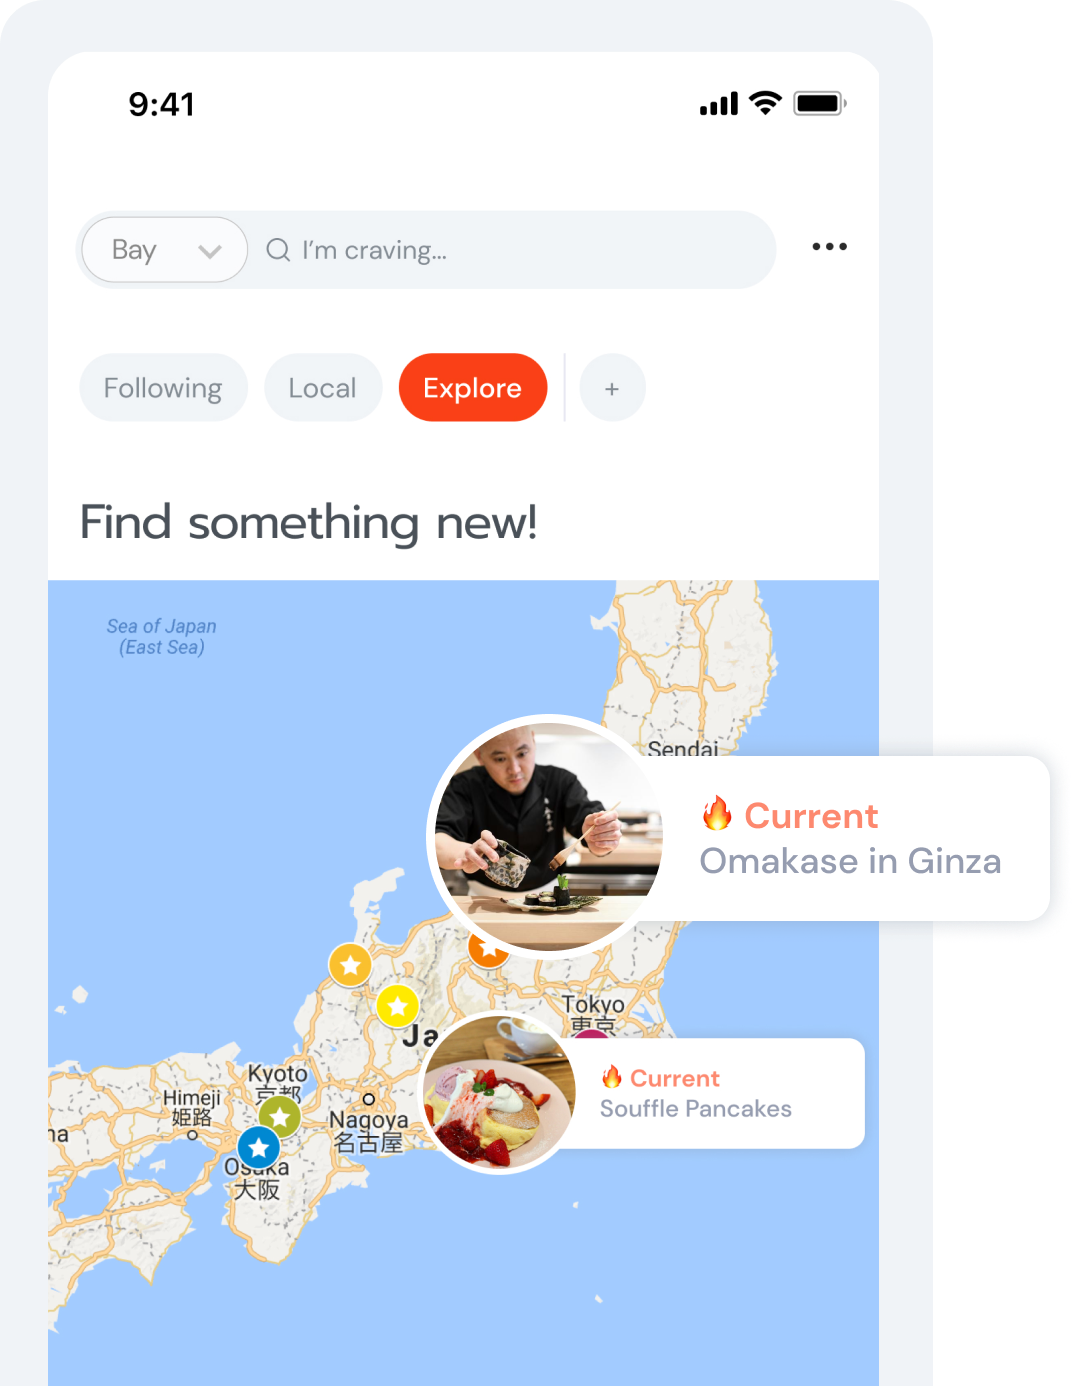 9:41
Bay
I'm craving...
Following
Local
Explore
+
Find something new!
Sea of Japan
(East Sea)
Sendai
🔥 Current
Omakase in Ginza
Tokyo
東京
Ja
🔥 Current
Souffle Pancakes
Kyoto
京都
Himeji
姫路
Nagoya
名古屋
na
Osaka
大阪